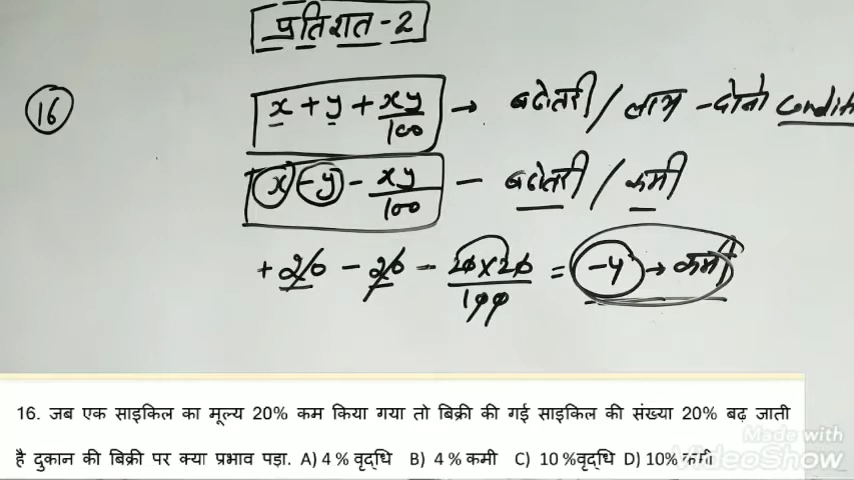 प्रतिशत - 2
16 x + y + xy/100 → बढोतरी / लाभ - दोनो
x - y - xy/100 - बढोतरी / कमी
+20 - 20 - 20x20/100 = -4 → कमी
16. जब एक साइकिल का मूल्य 20% कम किया गया तो बिक्री की गई साइकिल की संख्या 20% बढ़ जाती
है दुकान की बिक्री पर क्या प्रभाव पड़ा. A) 4 % वृद्धि B) 4 % कमी C) 10 %वृद्धि D) 10% कमी
Made with
VideoShow